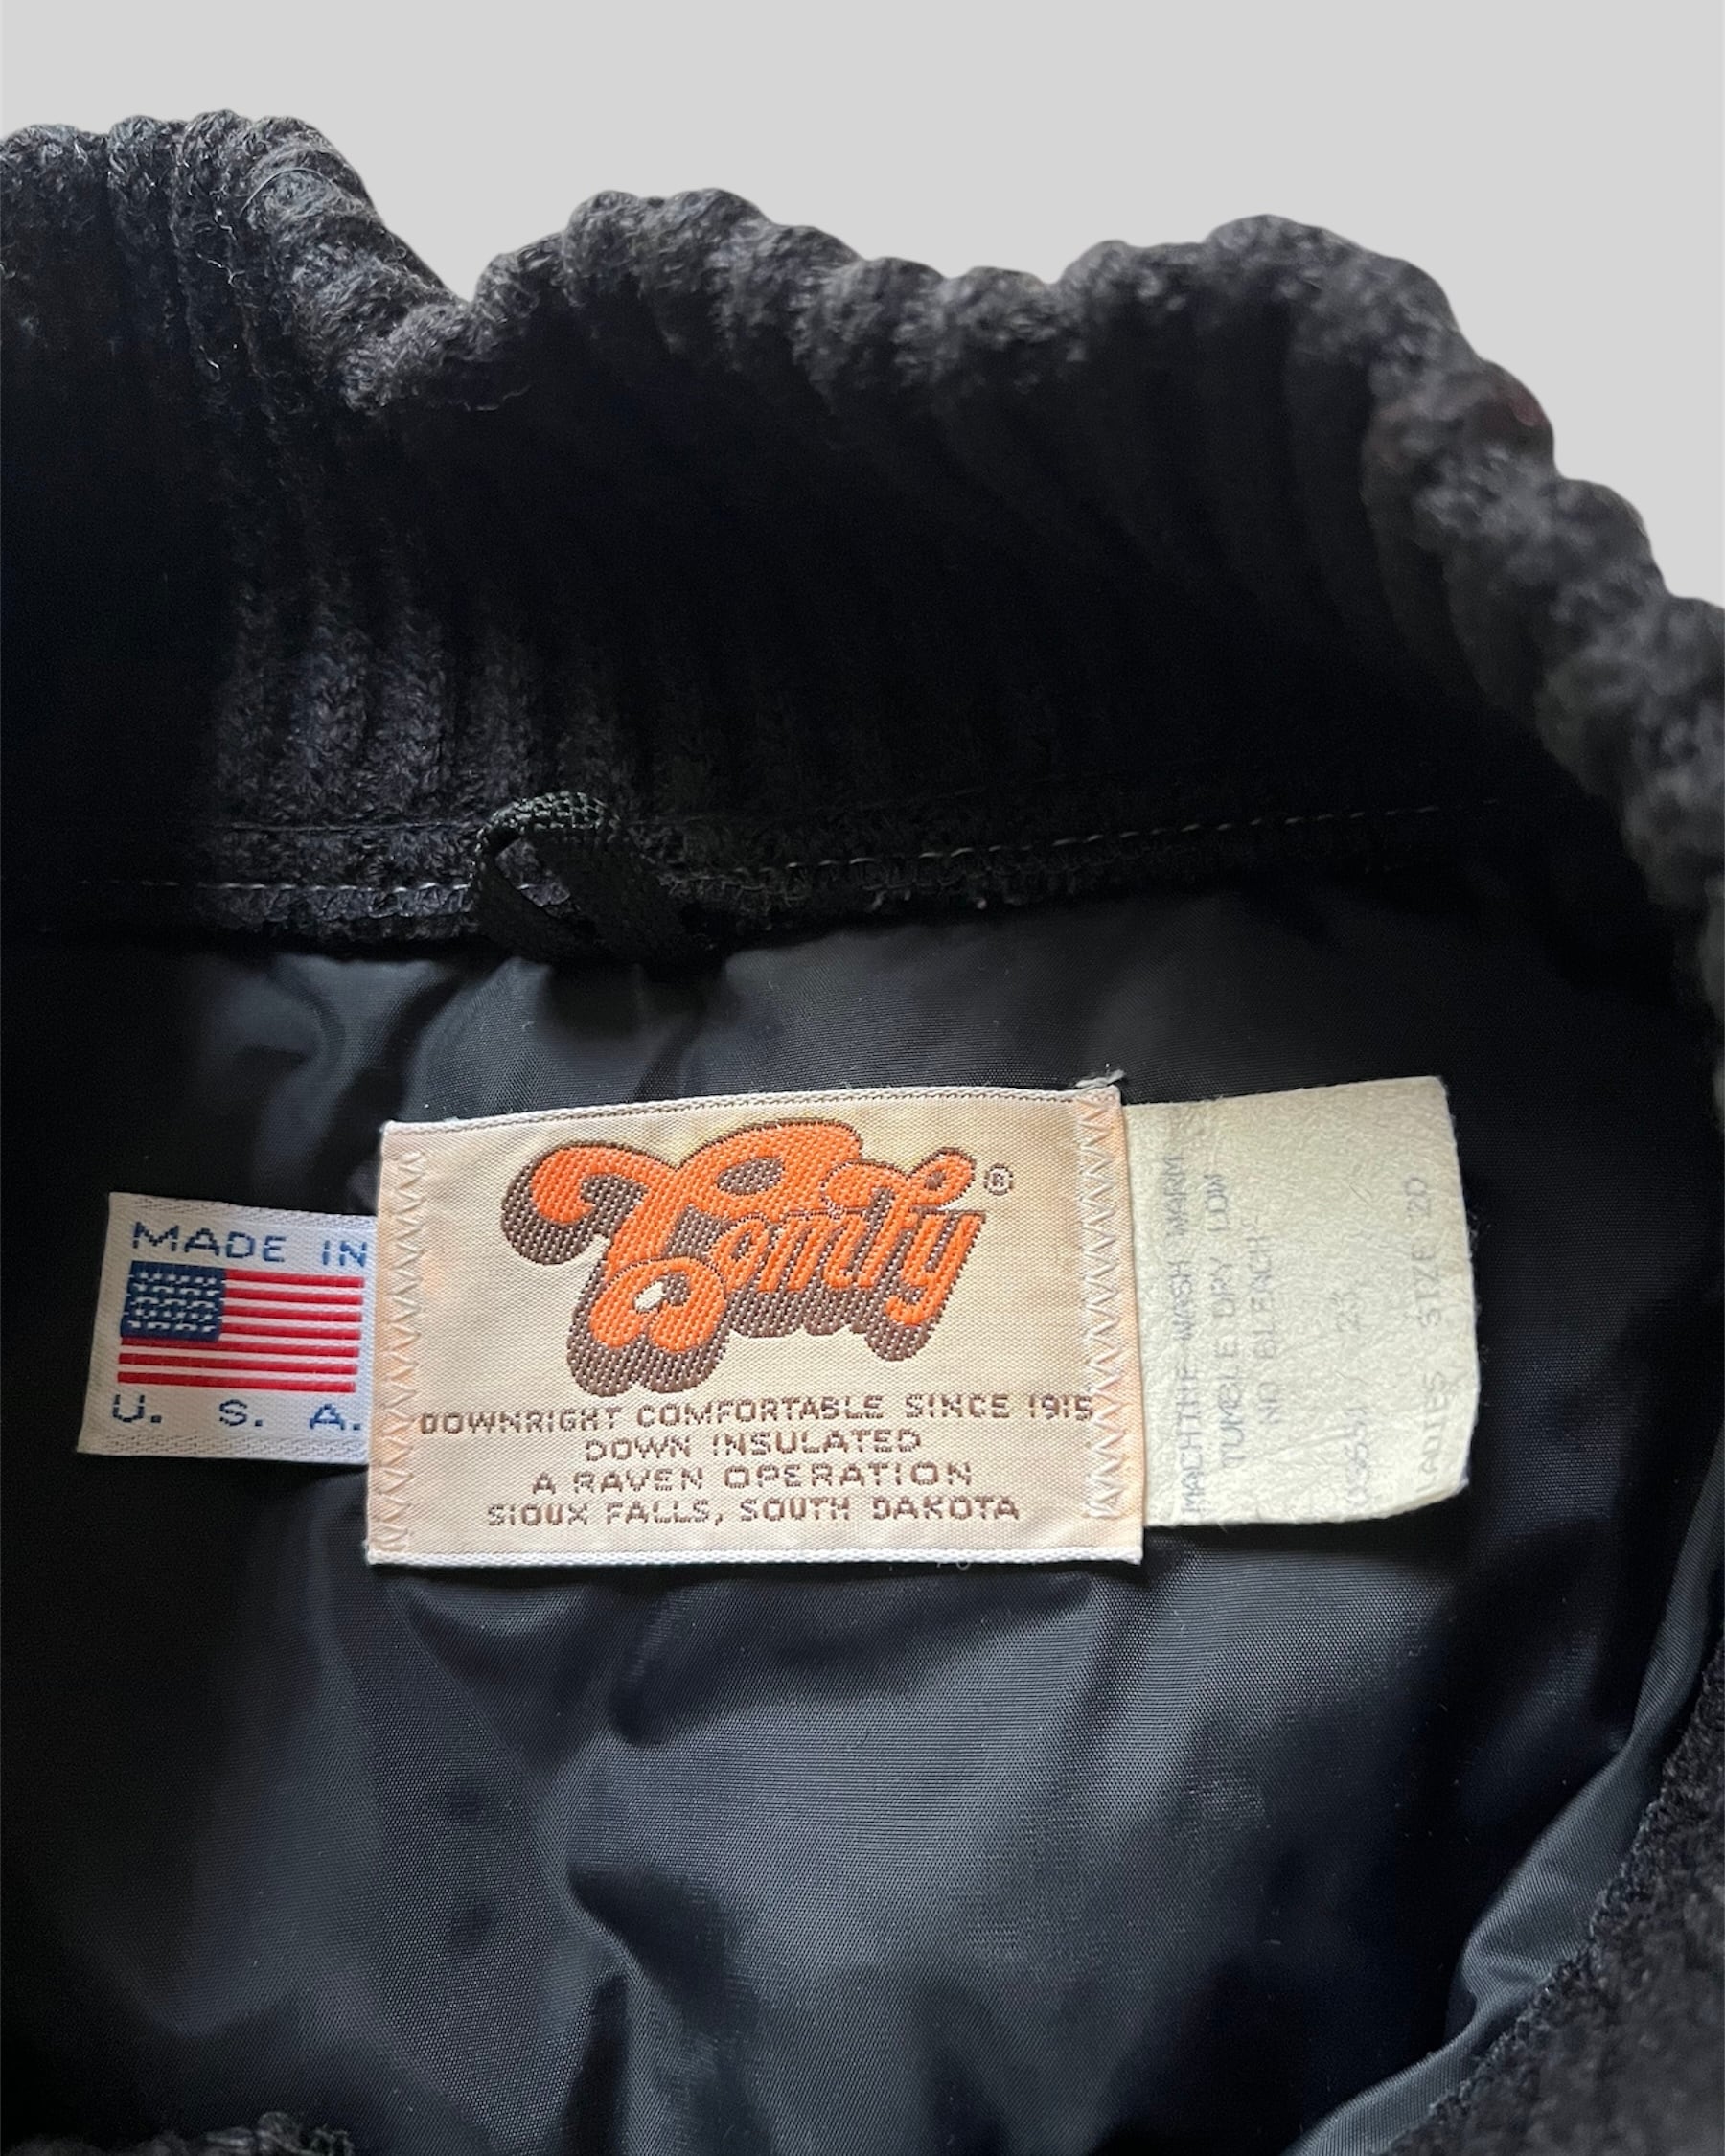 MADE IN
U. S. A.
Comfy®
DOWNRIGHT COMFORTABLE SINCE 1915
DOWN INSULATED
A RAVEN OPERATION
SIOUX FALLS, SOUTH DAKOTA
MACHINE WASH WARM
TUMBLE DRY LOW
NO BLEACH
LADIES SIZE 20